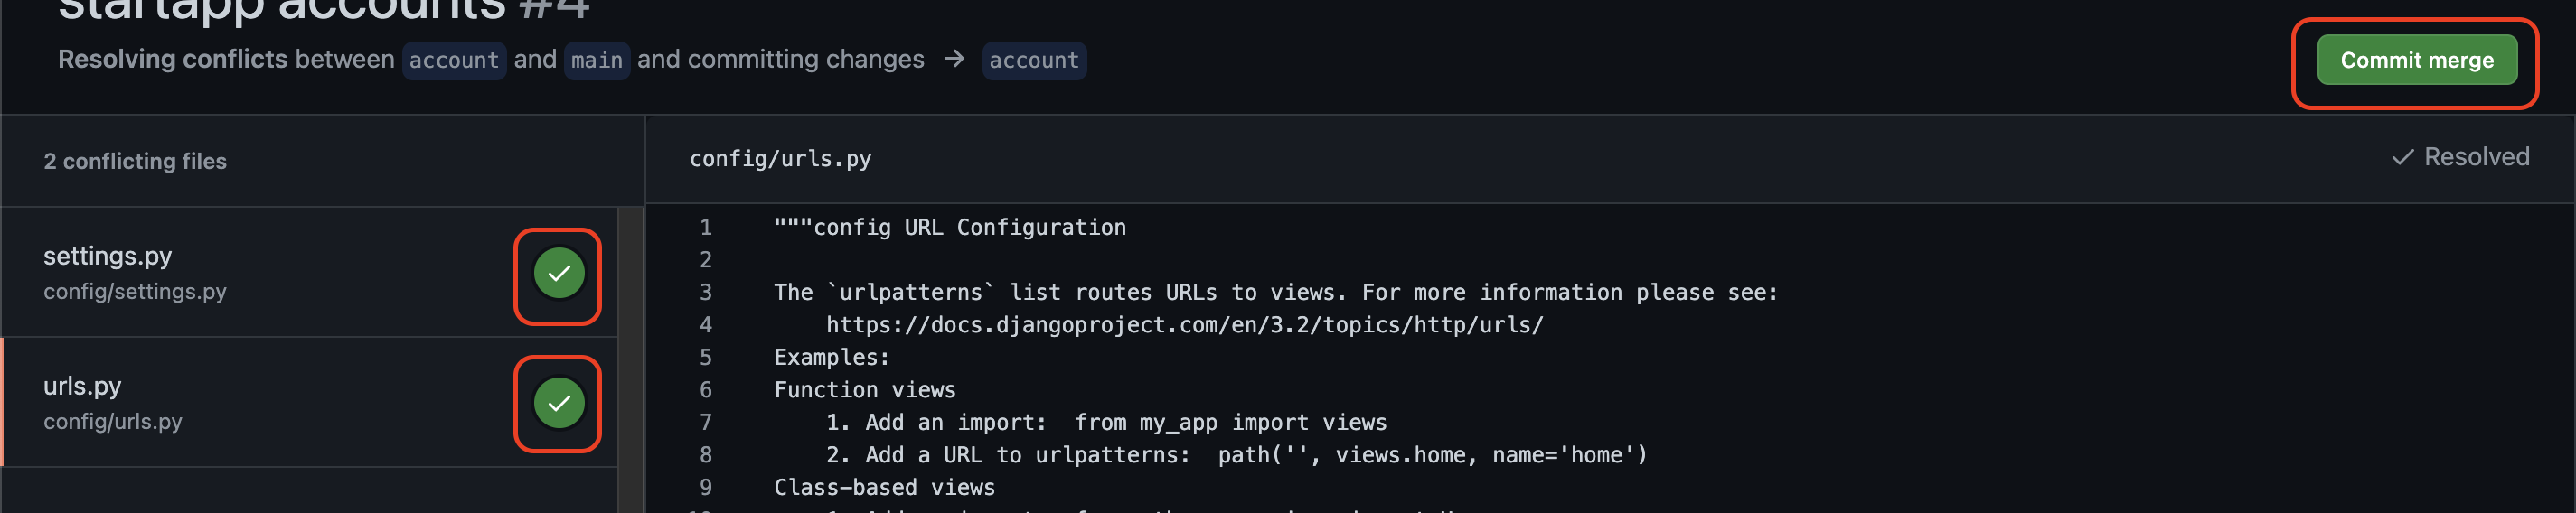 startapp accounts #4
Resolving conflicts between account and main and committing changes → account
Commit merge
2 conflicting files
settings.py
config/settings.py
urls.py
config/urls.py
config/urls.py
Resolved
1 """config URL Configuration
2
3 The `urlpatterns` list routes URLs to views. For more information please see:
4     https://docs.djangoproject.com/en/3.2/topics/http/urls/
5 Examples:
6 Function views
7     1. Add an import:  from my_app import views
8     2. Add a URL to urlpatterns:  path('', views.home, name='home')
9 Class-based views